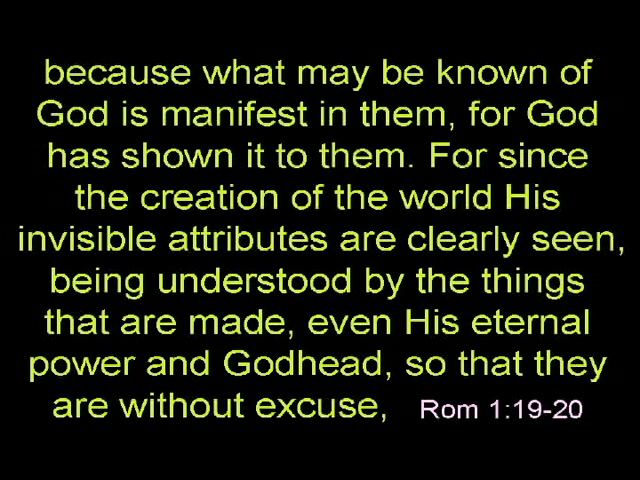 because what may be known of
God is manifest in them, for God
has shown it to them. For since
the creation of the world His
invisible attributes are clearly seen,
being understood by the things
that are made, even His eternal
power and Godhead, so that they
are without excuse, Rom 1:19-20